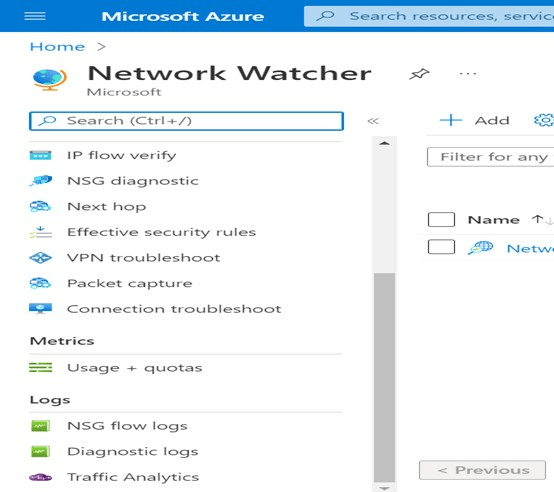 Microsoft Azure
Search resources, servic
Home >
Network Watcher
...
Microsoft
Search (Ctrl+/)
«
+ Add
Filter for any
IP flow verify
NSG diagnostic
Next hop
Effective security rules
VPN troubleshoot
Packet capture
Connection troubleshoot
Metrics
Usage + quotas
Logs
NSG flow logs
Diagnostic logs
Traffic Analytics
Name ↑↓
Netwo
< Previous